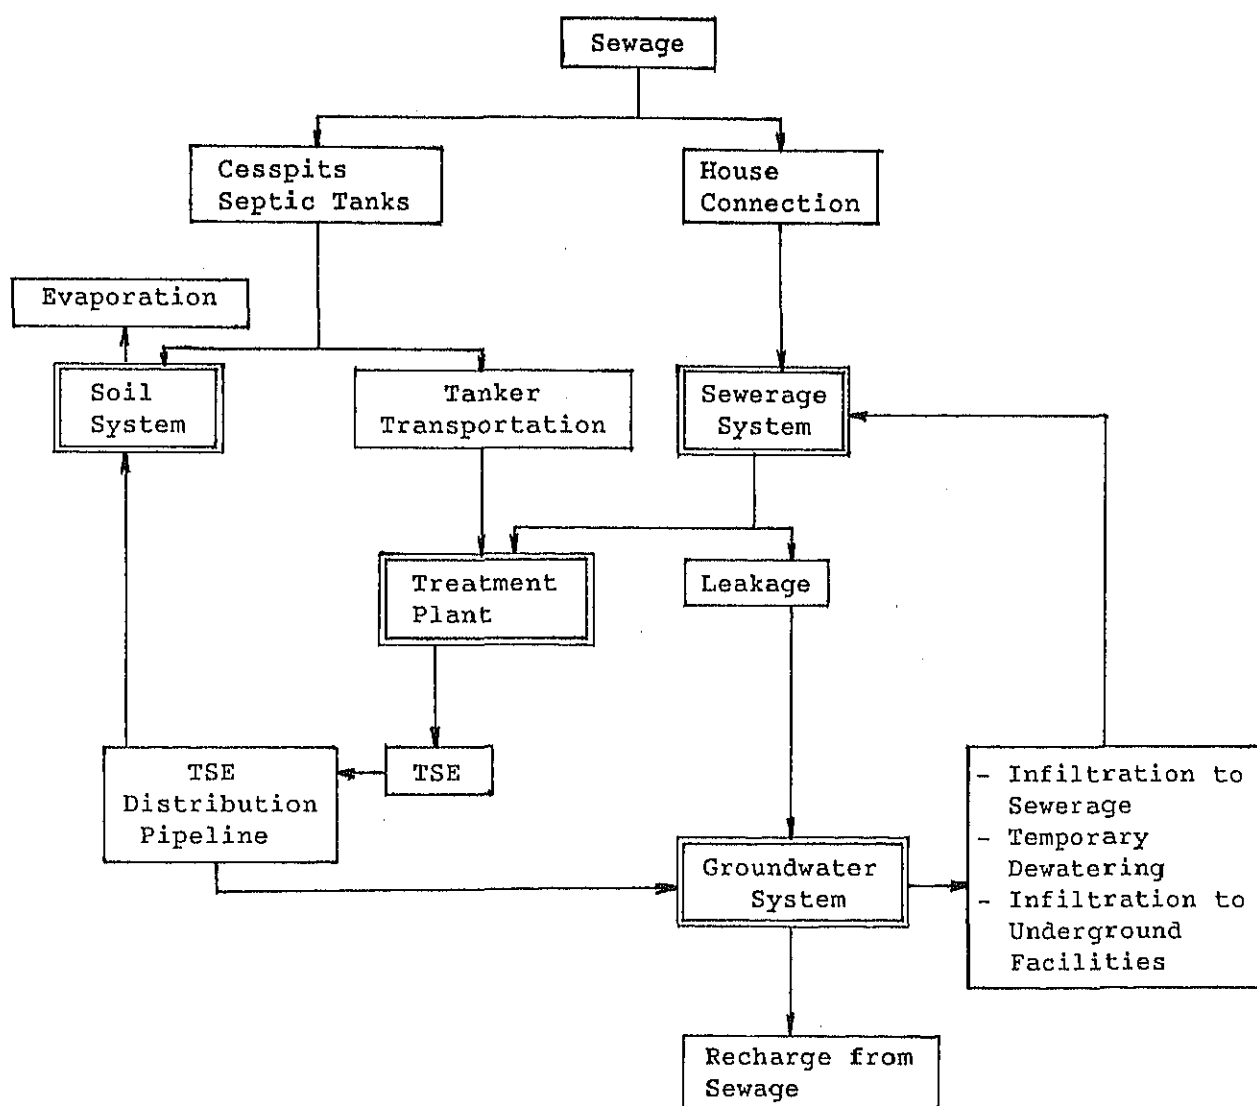 Sewage
Cesspits
Septic Tanks
House
Connection
Evaporation
Soil
System
Tanker
Transportation
Sewerage
System
Treatment
Plant
Leakage
TSE
Distribution
Pipeline
TSE
- Infiltration to
Sewerage
- Temporary
Dewatering
- Infiltration to
Underground
Facilities
Groundwater
System
Recharge from
Sewage